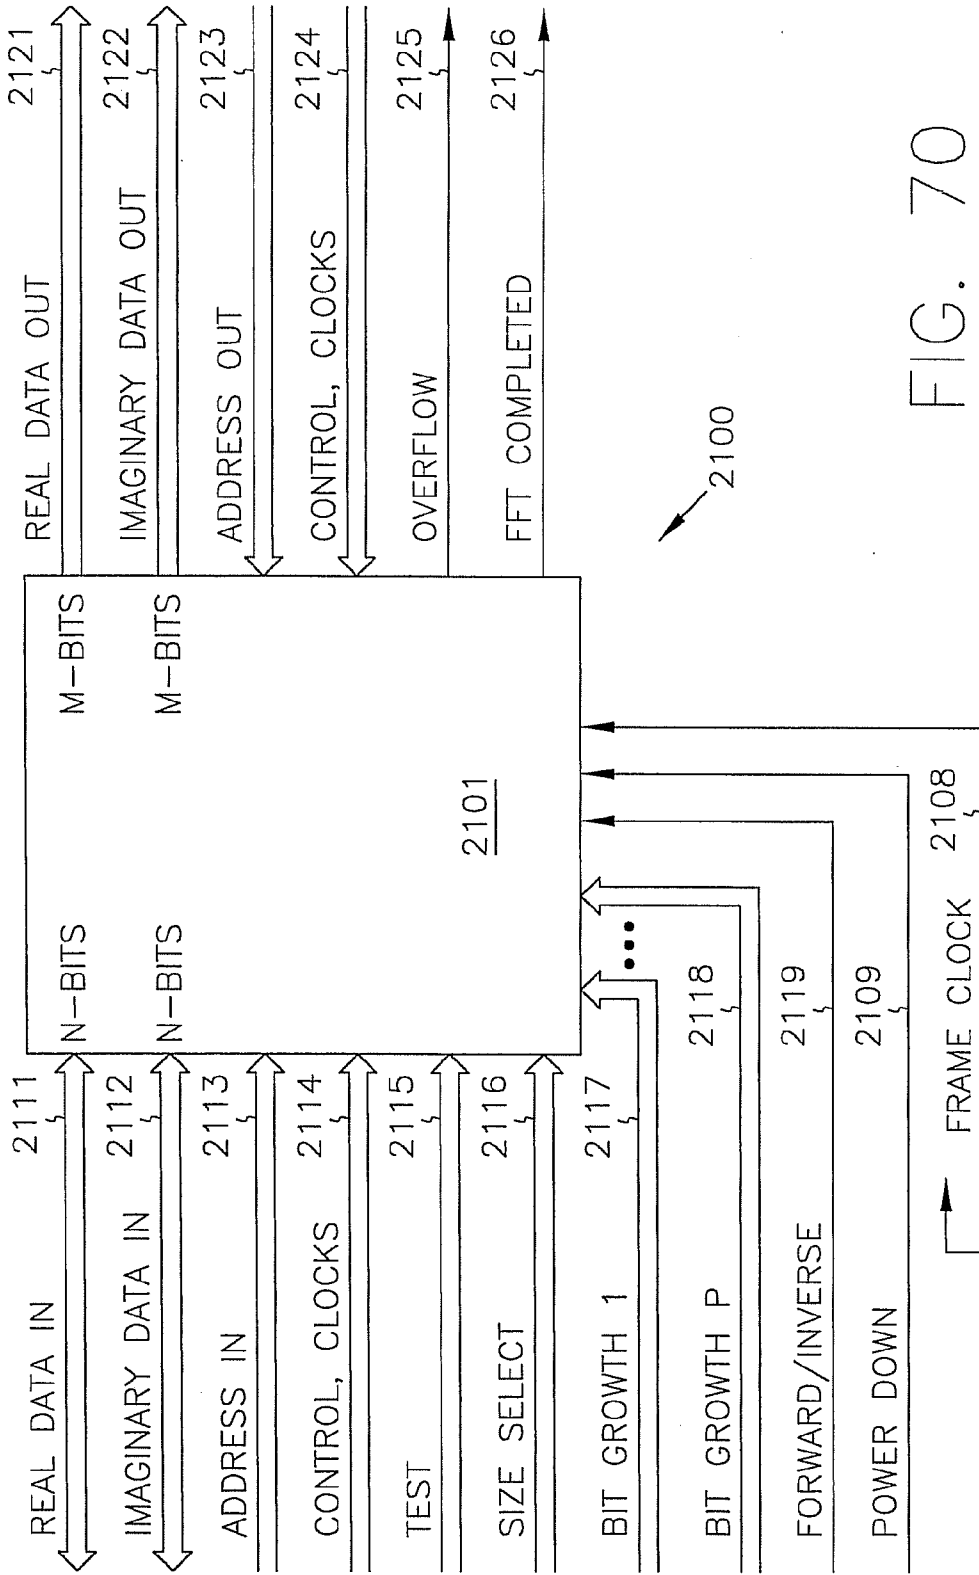 REAL DATA IN
2111
N-BITS
M-BITS
REAL DATA OUT
2121
IMAGINARY DATA IN
2112
N-BITS
M-BITS
IMAGINARY DATA OUT
2122
ADDRESS IN
2113
ADDRESS OUT
2123
CONTROL, CLOCKS
2114
CONTROL, CLOCKS
2124
TEST
2115
2101
OVERFLOW
2125
SIZE SELECT
2116
FFT COMPLETED
2126
BIT GROWTH 1
2117
BIT GROWTH P
2118
2100
FORWARD/INVERSE
2119
POWER DOWN
2109
FRAME CLOCK
2108
FIG. 70